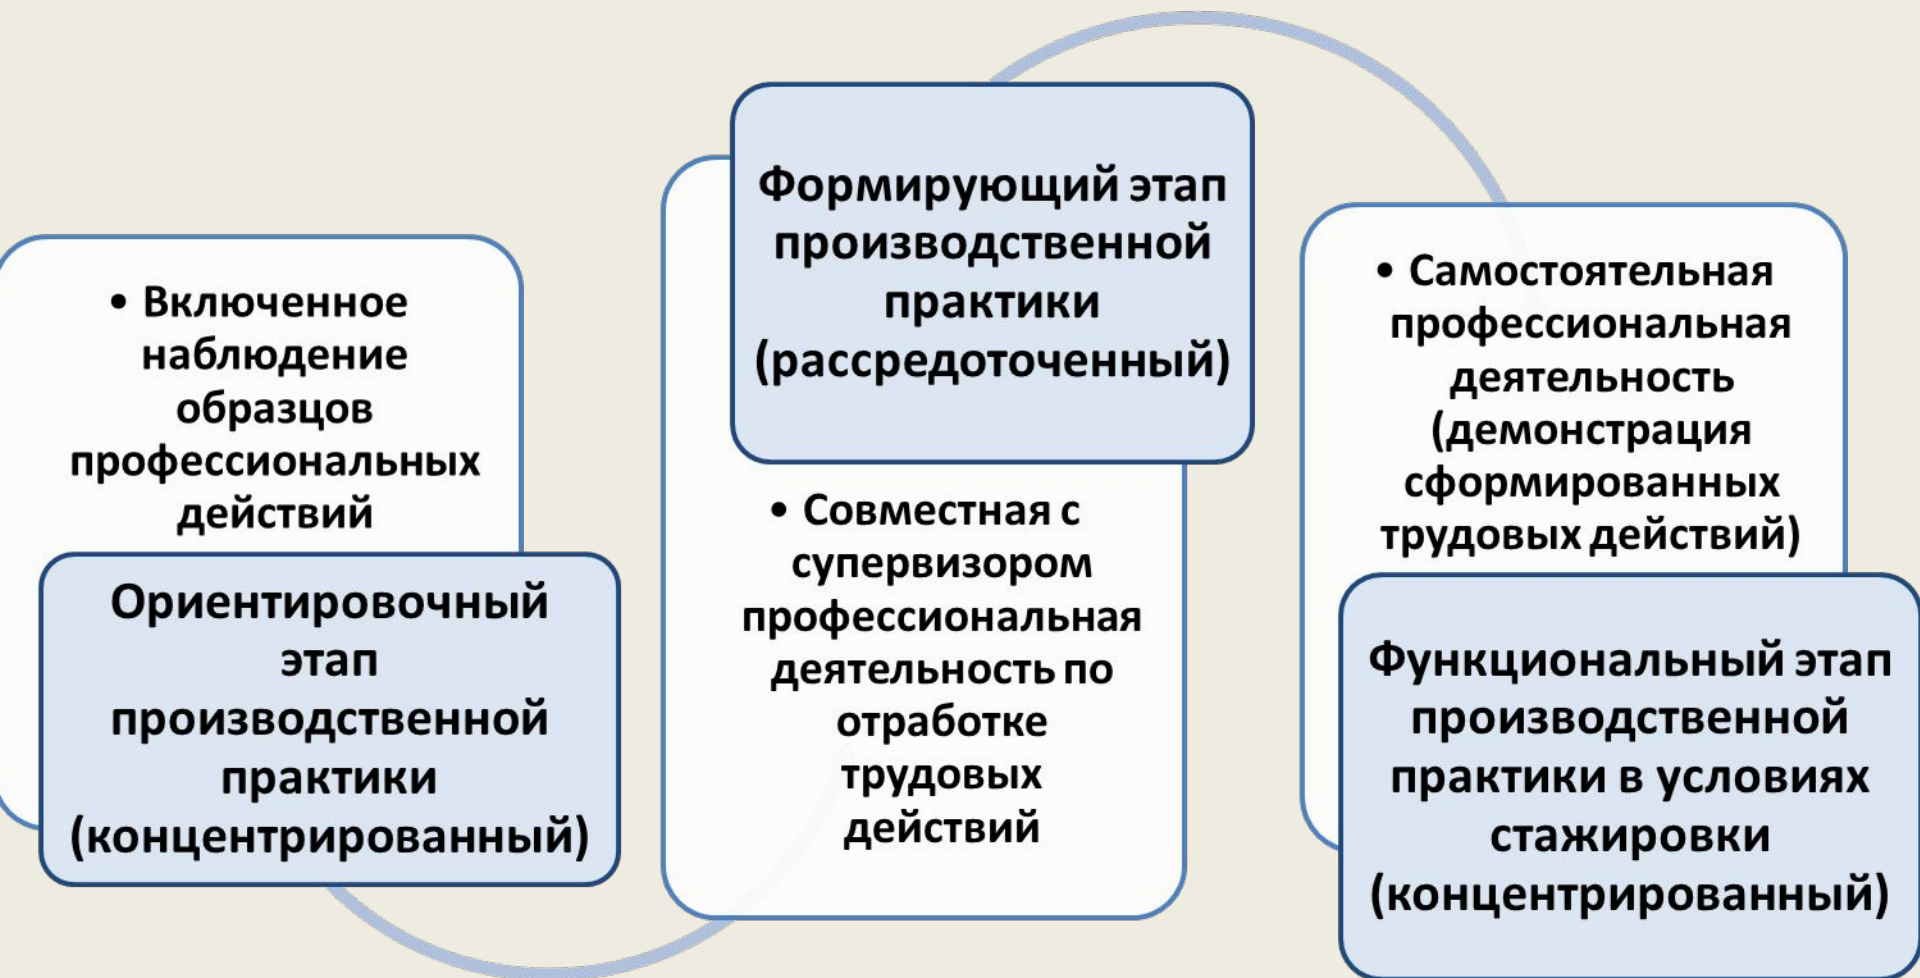 • Включенное
наблюдение
образцов
профессиональных
действий
Ориентировочный
этап
производственной
практики
(концентрированный)
Формирующий этап
производственной
практики
(рассредоточенный)
• Совместная с
супервизором
профессиональная
деятельность по
отработке
трудовых
действий
• Самостоятельная
профессиональная
деятельность
(демонстрация
сформированных
трудовых действий)
Функциональный этап
производственной
практики в условиях
стажировки
(концентрированный)